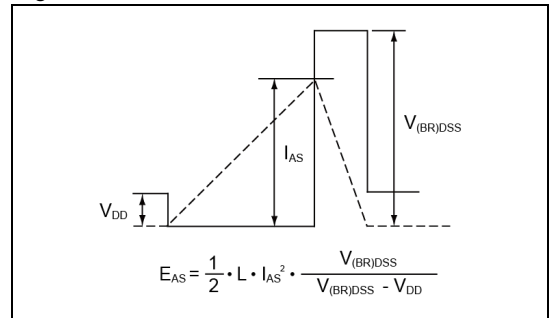 V(BR)DSS
IAS
VDD
EAS = 1/2 • L • IAS² • V(BR)DSS / V(BR)DSS - VDD